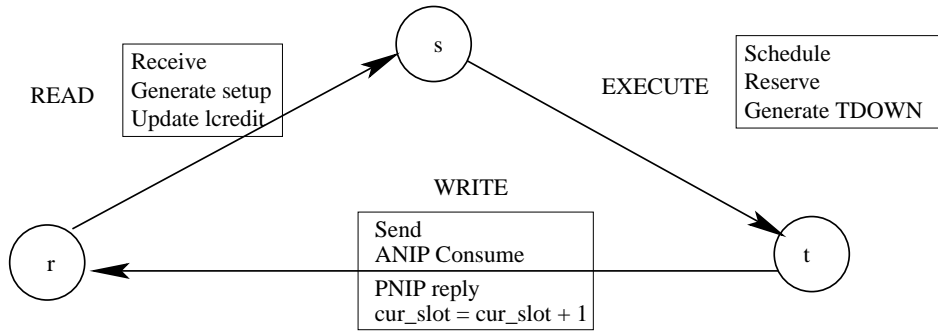 s
READ
Receive
Generate setup
Update lcredit
EXECUTE
Schedule
Reserve
Generate TDOWN
WRITE
Send
ANIP Consume
PNIP reply
cur_slot = cur_slot + 1
r
t